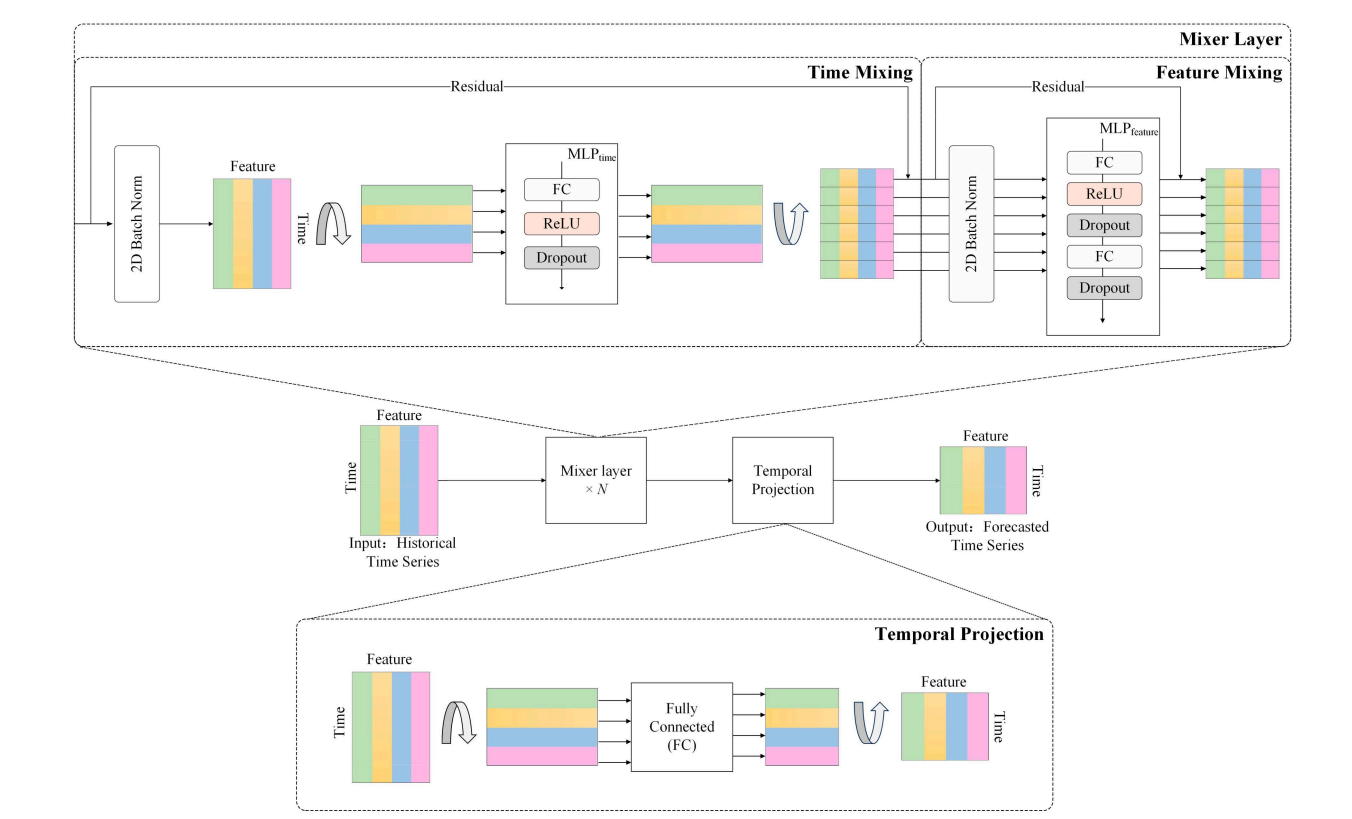 Mixer Layer
Time Mixing
Feature Mixing
Residual
Residual
2D Batch Norm
Feature
Time
MLPtime
FC
ReLU
Dropout
2D Batch Norm
MLPfeature
FC
ReLU
Dropout
FC
Dropout
Feature
Time
Input：Historical
Time Series
Mixer layer
× N
Temporal
Projection
Feature
Time
Output：Forecasted
Time Series
Temporal Projection
Feature
Time
Fully
Connected
(FC)
Feature
Time